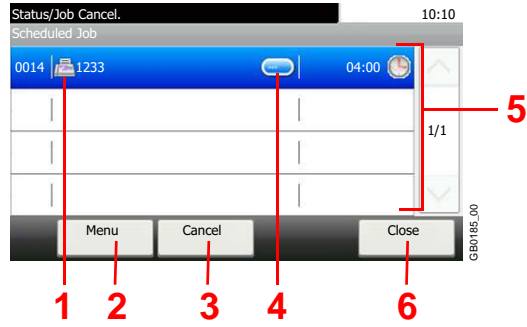 Status/Job Cancel. 10:10
Scheduled Job
0014 1233 ... 04:00
5
1/1
Menu Cancel Close
GB0185_00
1 2 3 4 6